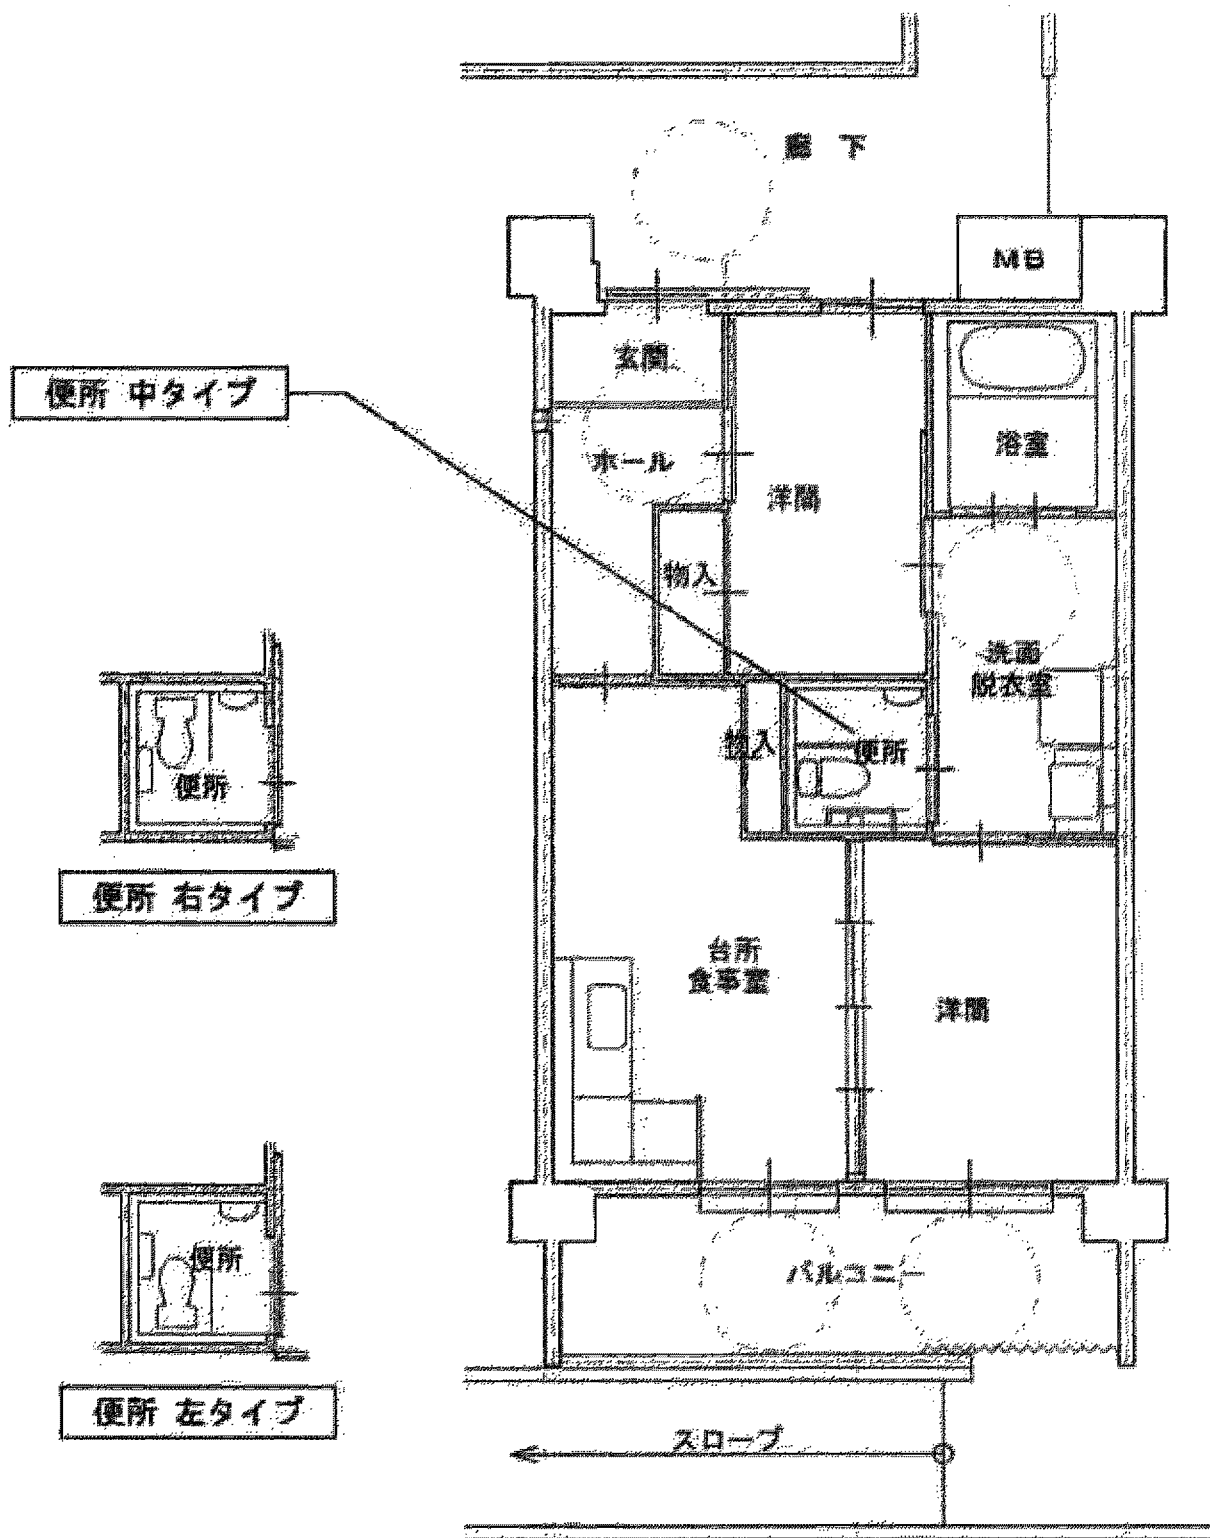 廊 下
MB
玄関
便所 中タイプ
ホール
浴室
洋間
物入
洗面
脱衣室
物入
便所
便所
便所 右タイプ
台所
食事室
洋間
便所
バルコニー
便所 左タイプ
スロープ